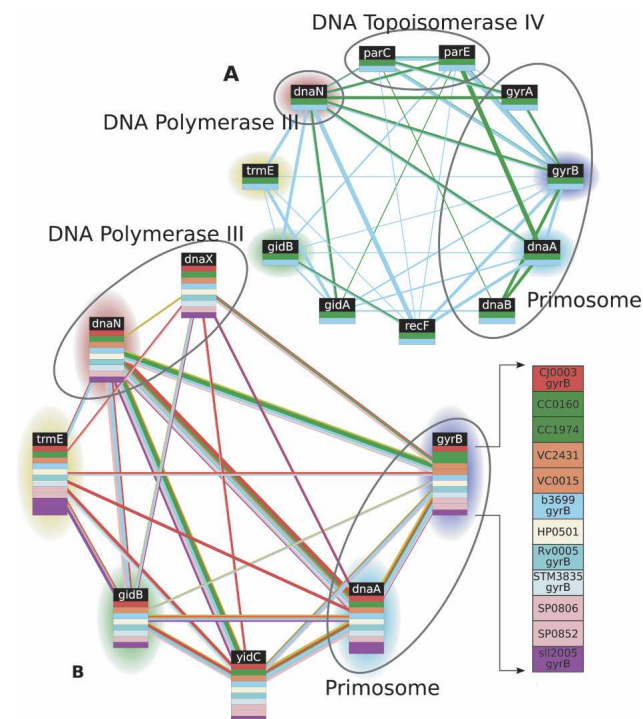 DNA Topoisomerase IV
parC
parE
A
dnaN
gyrA
DNA Polymerase III
trmE
gyrB
DNA Polymerase III
gidB
dnaA
dnaX
gidA
dnaB
Primosome
recF
dnaN
CJ0003
gyrB
CC0160
CC1974
trmE
gyrB
VC2431
VC0015
b3699
gyrB
HP0501
Rv0005
gyrB
STM3835
gyrB
gidB
dnaA
SP0806
SP0852
yidC
sll2005
gyrB
B
Primosome